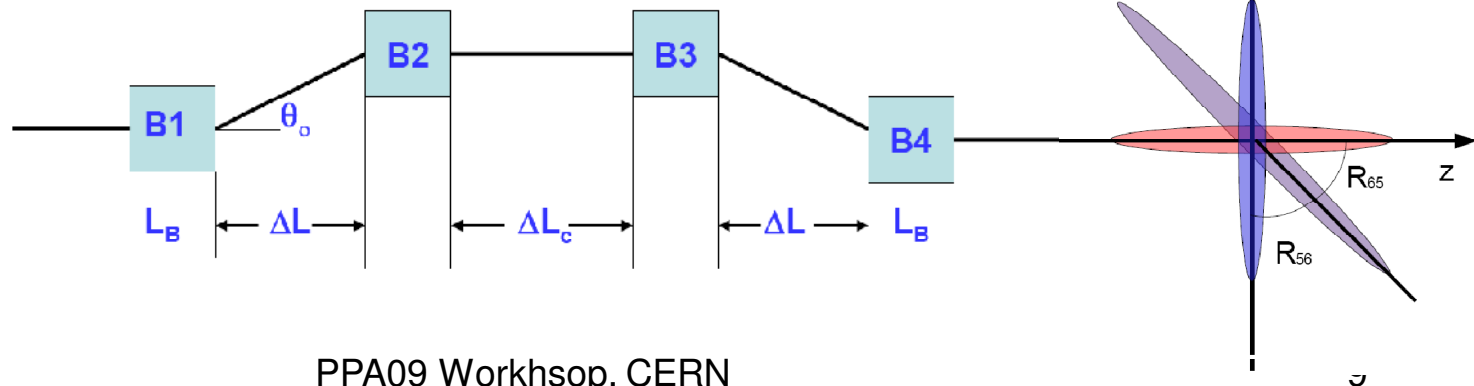 B1
θo
B2
B3
B4
LB
ΔL
ΔLc
ΔL
LB
R65
z
R56
PPA09 Workhsop, CERN